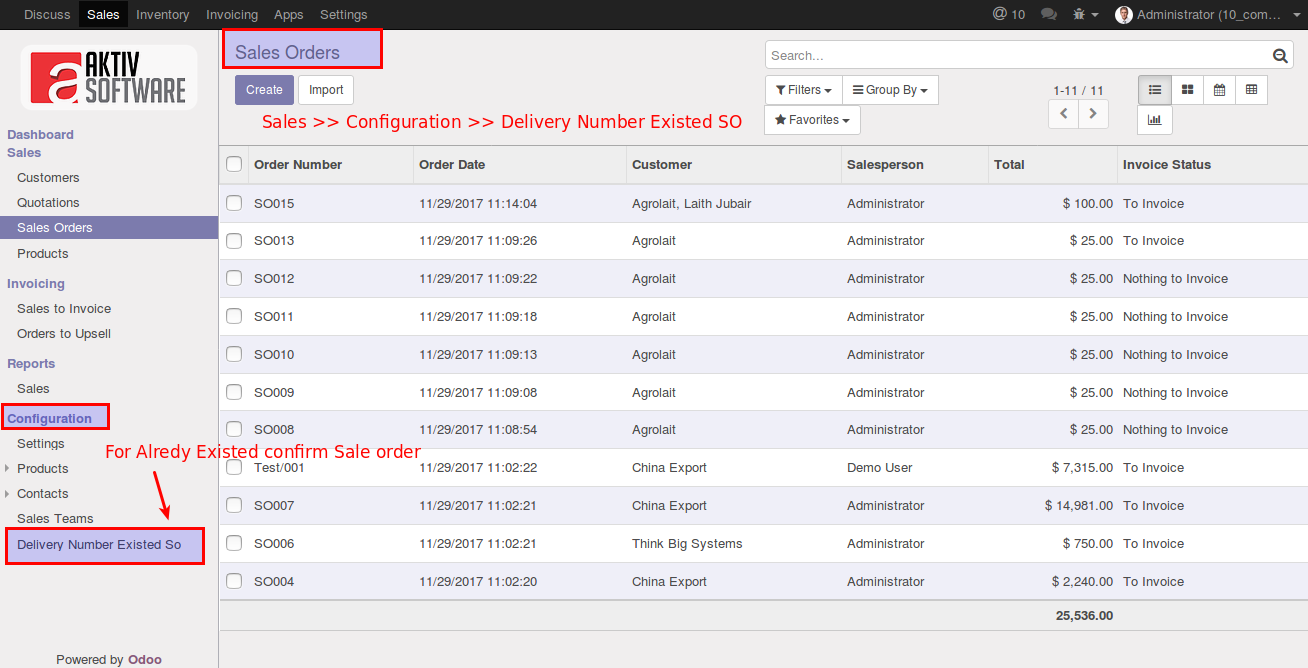 Discuss Sales Inventory Invoicing Apps Settings @ 10 Administrator (10_com...
AKTIV
SOFTWARE
Dashboard
Sales
Customers
Quotations
Sales Orders
Products
Invoicing
Sales to Invoice
Orders to Upsell
Reports
Sales
Configuration
Settings
Products
Contacts
Sales Teams
Delivery Number Existed So
Powered by Odoo
Sales Orders
Search...
Create Import
Filters Group By
Favorites
1-11 / 11
Sales >> Configuration >> Delivery Number Existed SO
For Alredy Existed confirm Sale order
Order Number Order Date Customer Salesperson Total Invoice Status
SO015 11/29/2017 11:14:04 Agrolait, Laith Jubair Administrator $ 100.00 To Invoice
SO013 11/29/2017 11:09:26 Agrolait Administrator $ 25.00 To Invoice
SO012 11/29/2017 11:09:22 Agrolait Administrator $ 25.00 Nothing to Invoice
SO011 11/29/2017 11:09:18 Agrolait Administrator $ 25.00 Nothing to Invoice
SO010 11/29/2017 11:09:13 Agrolait Administrator $ 25.00 Nothing to Invoice
SO009 11/29/2017 11:09:08 Agrolait Administrator $ 25.00 Nothing to Invoice
SO008 11/29/2017 11:08:54 Agrolait Administrator $ 25.00 Nothing to Invoice
Test/001 11/29/2017 11:02:22 China Export Demo User $ 7,315.00 To Invoice
SO007 11/29/2017 11:02:21 China Export Administrator $ 14,981.00 To Invoice
SO006 11/29/2017 11:02:21 Think Big Systems Administrator $ 750.00 To Invoice
SO004 11/29/2017 11:02:20 China Export Administrator $ 2,240.00 To Invoice
25,536.00